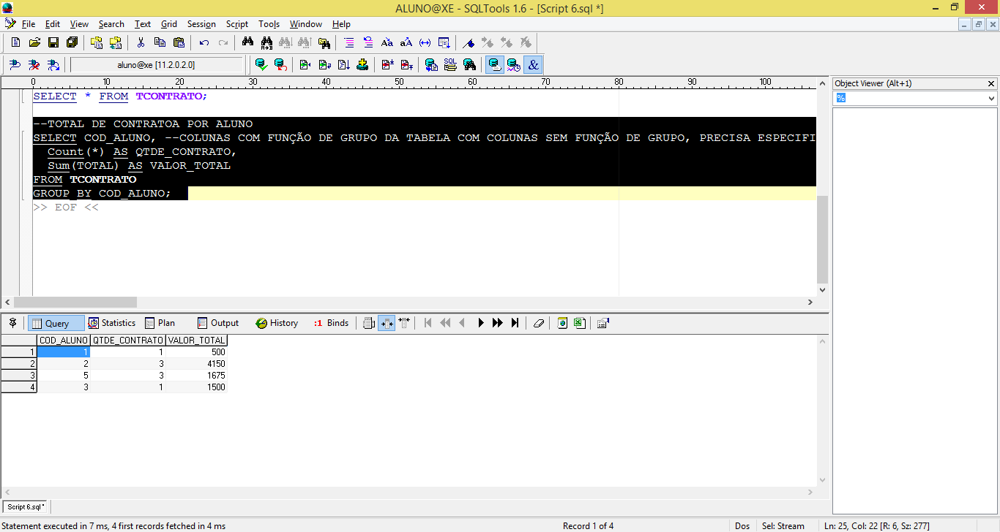 ALUNO@XE - SQLTools 1.6 - [Script 6.sql *]
File Edit View Search Text Grid Session Script Tools Window Help
aluno@xe [11.2.0.2.0]
SQL &
0 10 20 30 40 50 60 70 80 90 100
SELECT * FROM TCONTRATO;
--TOTAL DE CONTRATOA POR ALUNO
SELECT COD_ALUNO, --COLUNAS COM FUNÇÃO DE GRUPO DA TABELA COM COLUNAS SEM FUNÇÃO DE GRUPO, PRECISA ESPECIFI
Count(*) AS QTDE_CONTRATO,
Sum(TOTAL) AS VALOR_TOTAL
FROM TCONTRATO
GROUP BY COD_ALUNO;
>> EOF <<
Object Viewer (Alt+1)
%
Query Statistics Plan Output History :1 Binds
COD_ALUNO QTDE_CONTRATO VALOR_TOTAL
1 1 1 500
2 2 3 4150
3 5 3 1675
4 3 1 1500
Script 6.sql*
Statement executed in 7 ms, 4 first records fetched in 4 ms Record 1 of 4 Dos Sel: Stream Ln: 25, Col: 22 [R: 6, Sz: 277]